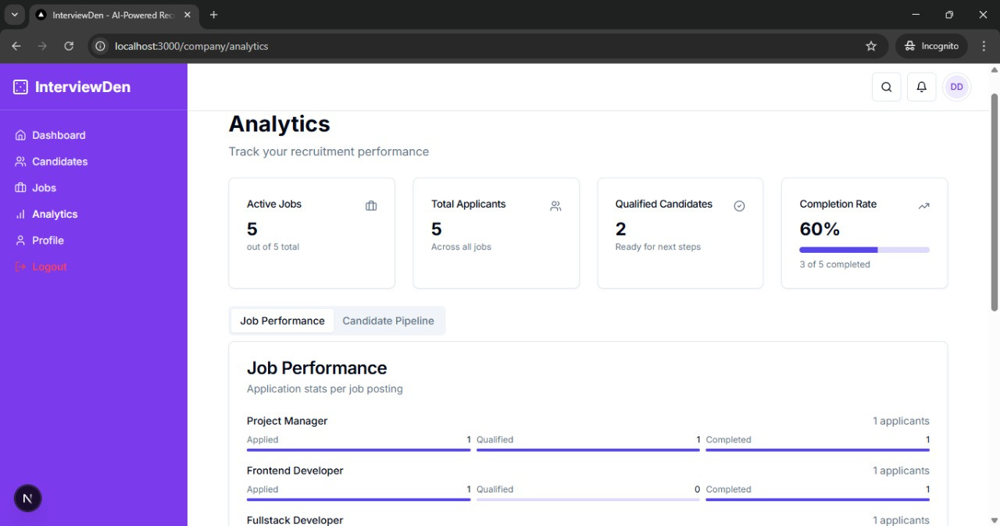 InterviewDen - AI-Powered Rec
localhost:3000/company/analytics
Incognito
InterviewDen
DD
Dashboard
Candidates
Jobs
Analytics
Profile
Logout
N
Analytics
Track your recruitment performance
Active Jobs
5
out of 5 total
Total Applicants
5
Across all jobs
Qualified Candidates
2
Ready for next steps
Completion Rate
60%
3 of 5 completed
Job Performance Candidate Pipeline
Job Performance
Application stats per job posting
Project Manager 1 applicants
Applied 1 Qualified 1 Completed 1
Frontend Developer 1 applicants
Applied 1 Qualified 0 Completed 1
Fullstack Developer 1 applicants